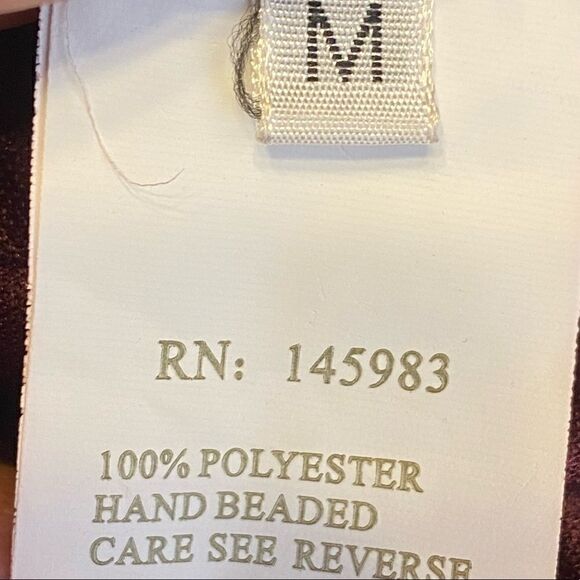 M
RN: 145983
100% POLYESTER
HAND BEADED
CARE SEE REVERSE